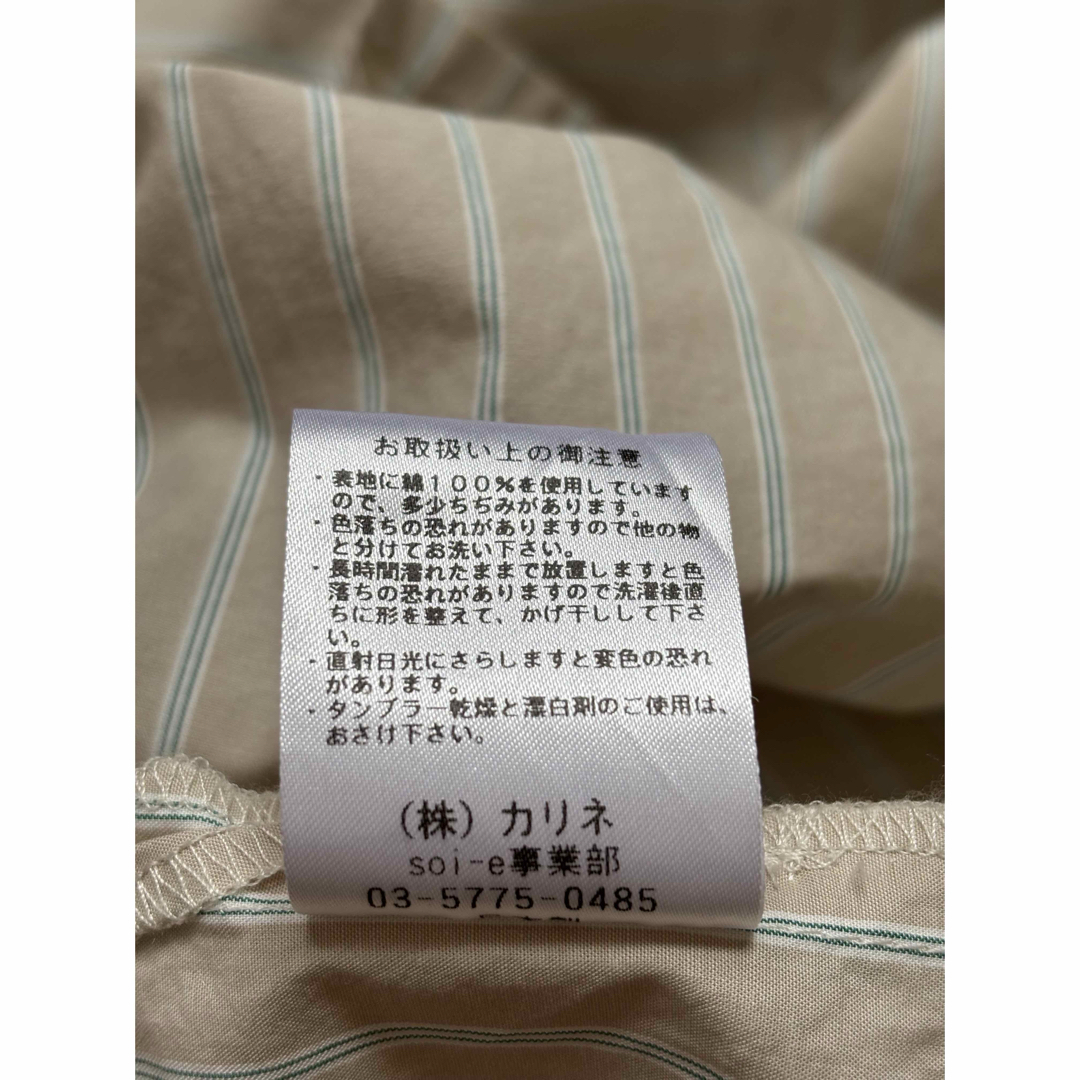 お取扱い上の御注意
・表地に綿100%を使用しています
ので、多少ちぢみがあります。
・色落ちの恐れがありますので他の物
と分けてお洗い下さい。
・長時間濡れたままで放置しますと色
落ちの恐れがありますので洗濯後直
ちに形を整えて、かげ干しして下さ
い。
・直射日光にさらしますと変色の恐れ
があります。
・タンブラー乾燥と漂白剤のご使用は、
おさけ下さい。
(株)カリネ
soi-e事業部
03-5775-0485